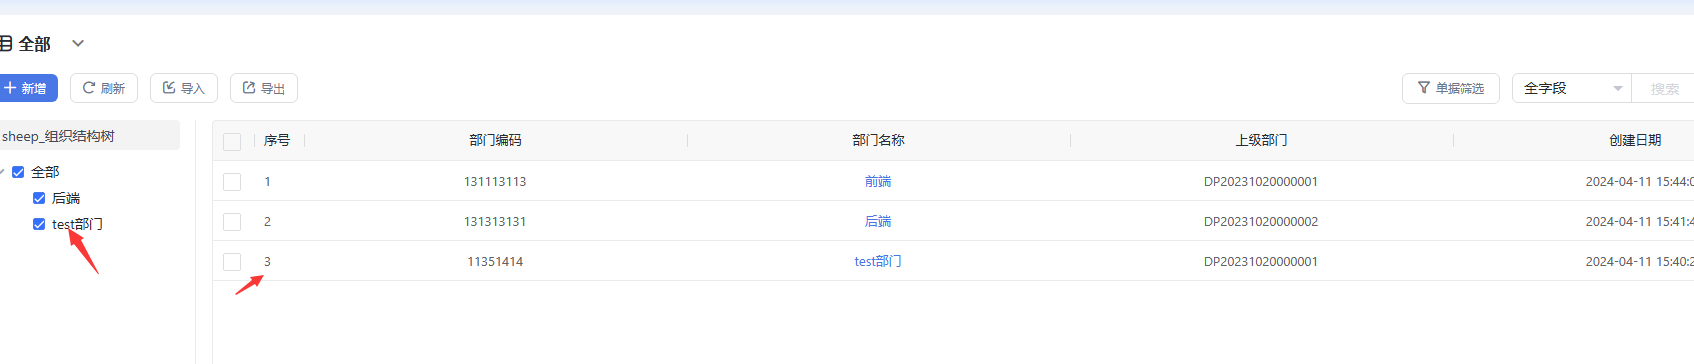 全部
新增 刷新 导入 导出 单据筛选 全字段 搜索
sheep_组织结构树
全部
后端
test部门
序号 部门编码 部门名称 上级部门 创建日期
1 131113113 前端 DP20231020000001 2024-04-11 15:44:0
2 131313131 后端 DP20231020000002 2024-04-11 15:41:4
3 11351414 test部门 DP20231020000001 2024-04-11 15:40:2